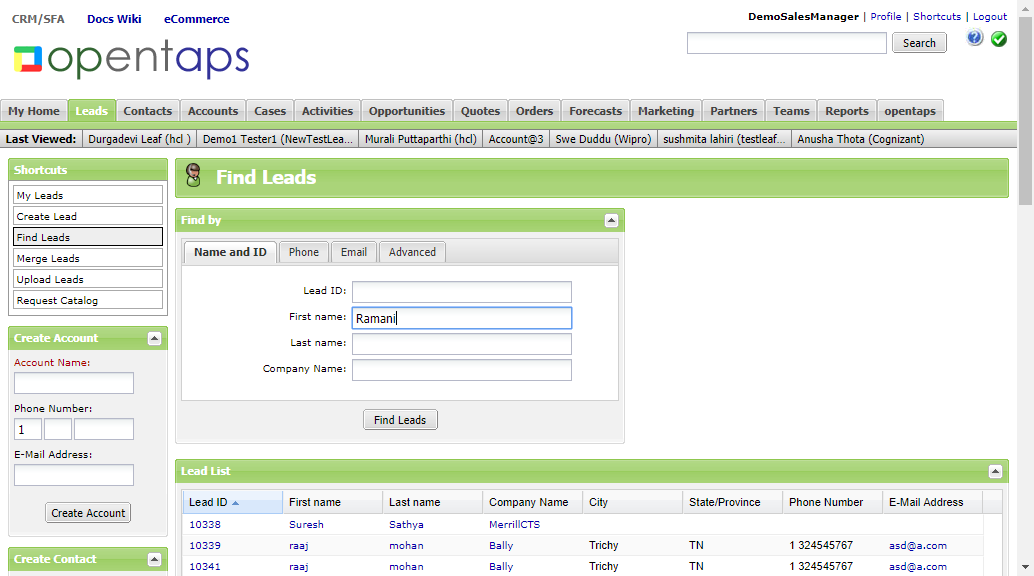 CRM/SFA Docs Wiki eCommerce
DemoSalesManager | Profile | Shortcuts | Logout
opentaps
Search
?
My Home Leads Contacts Accounts Cases Activities Opportunities Quotes Orders Forecasts Marketing Partners Teams Reports opentaps
Last Viewed: Durgadevi Leaf (hcl ) Demo1 Tester1 (NewTestLea... Murali Puttaparthi (hcl) Account@3 Swe Duddu (Wipro) sushmita lahiri (testleaf... Anusha Thota (Cognizant)
Shortcuts
My Leads
Create Lead
Find Leads
Merge Leads
Upload Leads
Request Catalog
Create Account
Account Name:
Phone Number:
1
E-Mail Address:
Create Account
Create Contact
Find Leads
Find by
Name and ID Phone Email Advanced
Lead ID:
First name: Ramani
Last name:
Company Name:
Find Leads
Lead List
Lead ID First name Last name Company Name City State/Province Phone Number E-Mail Address
10338 Suresh Sathya MerrillCTS
10339 raaj mohan Bally Trichy TN 1 324545767 asd@a.com
10341 raaj mohan Bally Trichy TN 1 324545767 asd@a.com